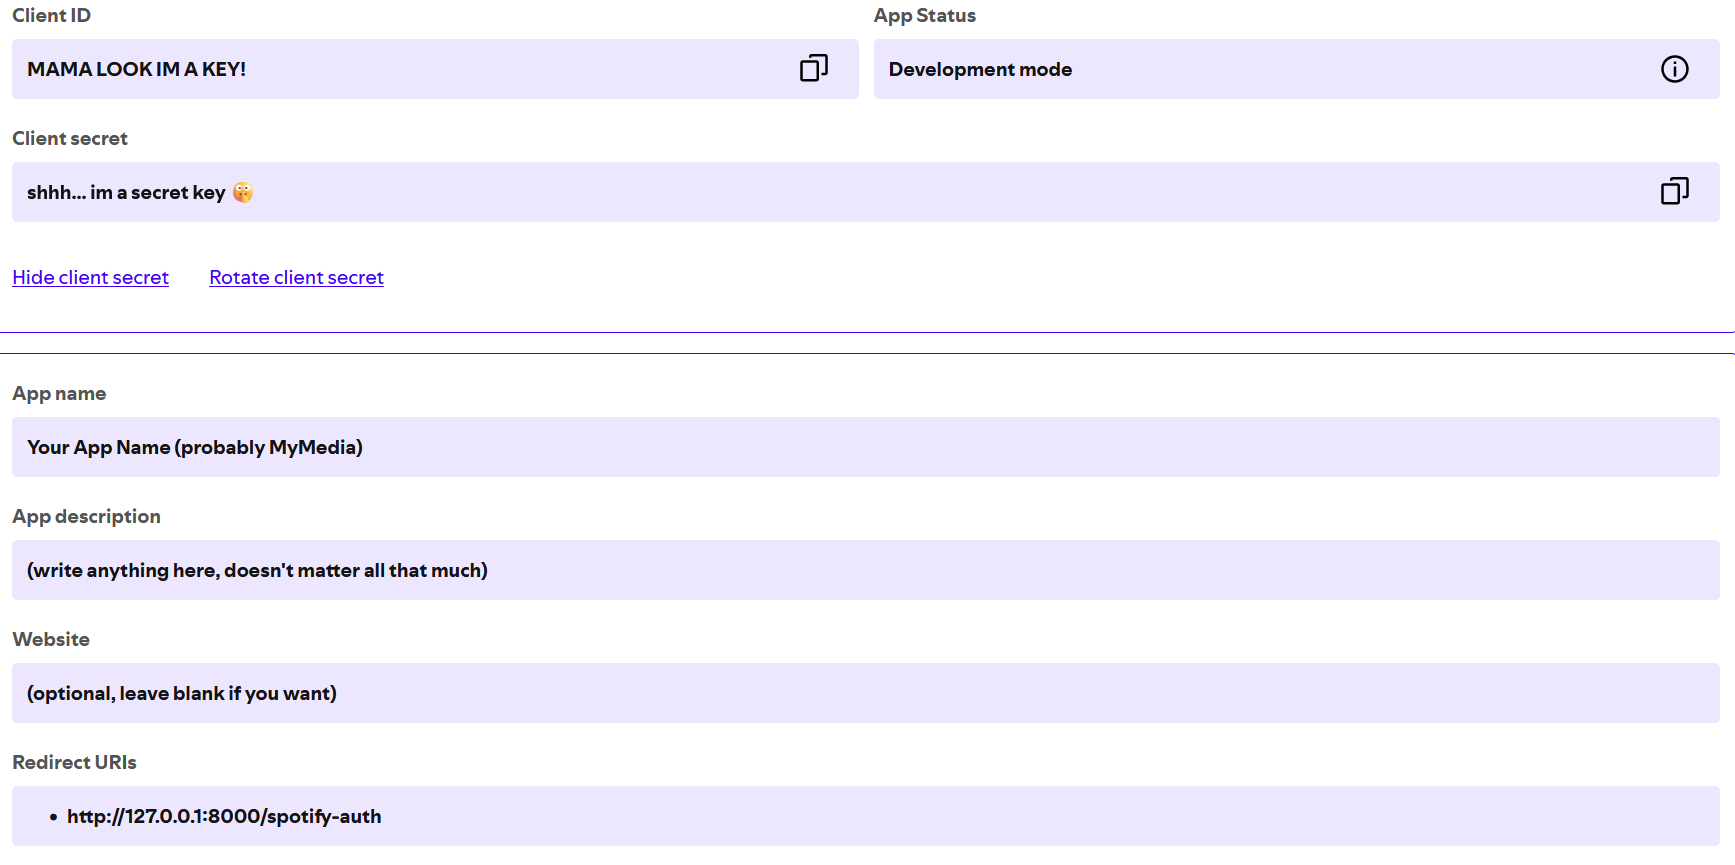 Client ID
App Status
MAMA LOOK IM A KEY!
Development mode
Client secret
shhh... im a secret key 🫣
Hide client secret
Rotate client secret
App name
Your App Name (probably MyMedia)
App description
(write anything here, doesn't matter all that much)
Website
(optional, leave blank if you want)
Redirect URIs
• http://127.0.0.1:8000/spotify-auth